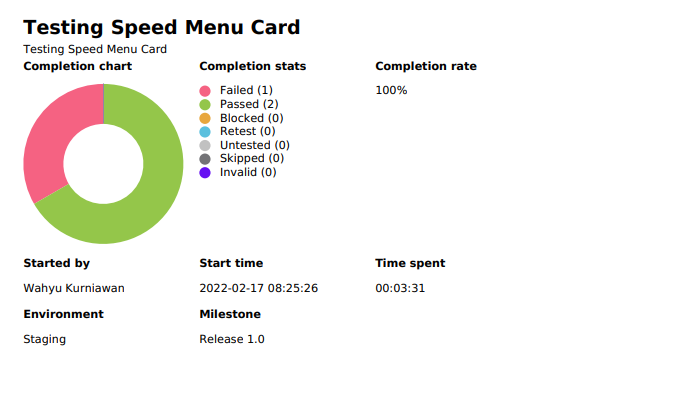 Testing Speed Menu Card
Testing Speed Menu Card
Completion chart
Completion stats
Failed (1)
Passed (2)
Blocked (0)
Retest (0)
Untested (0)
Skipped (0)
Invalid (0)
Completion rate
100%
Started by
Wahyu Kurniawan
Start time
2022-02-17 08:25:26
Time spent
00:03:31
Environment
Staging
Milestone
Release 1.0